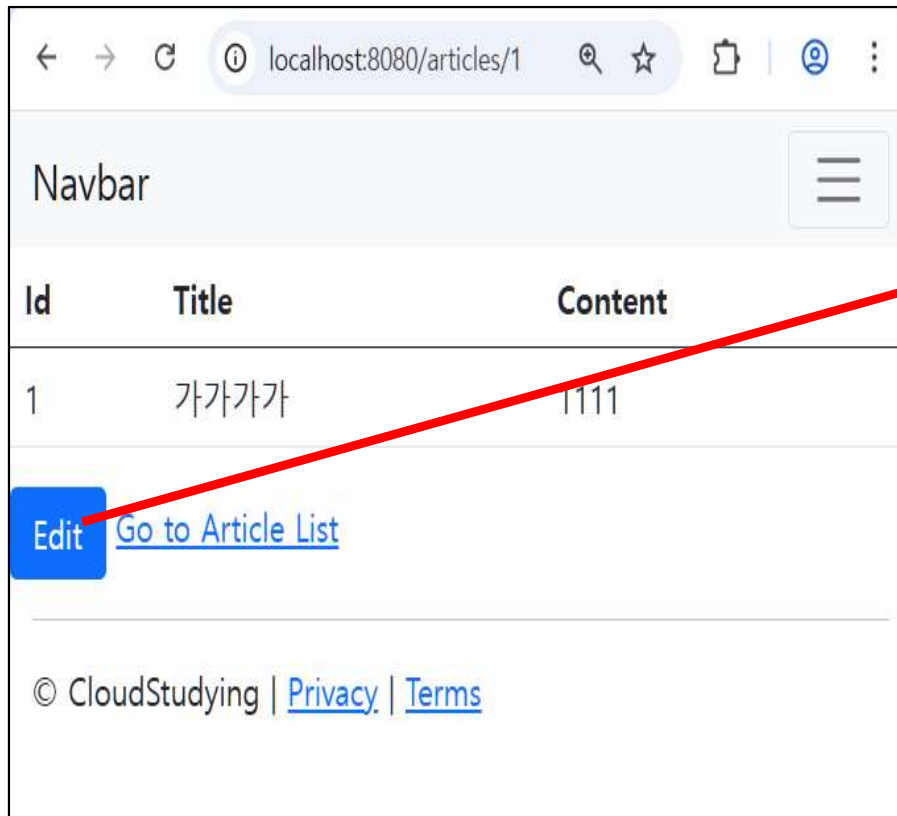 localhost:8080/articles/1
Navbar
Id Title Content
1 가가가가 1111
Edit Go to Article List
© CloudStudying | Privacy | Terms